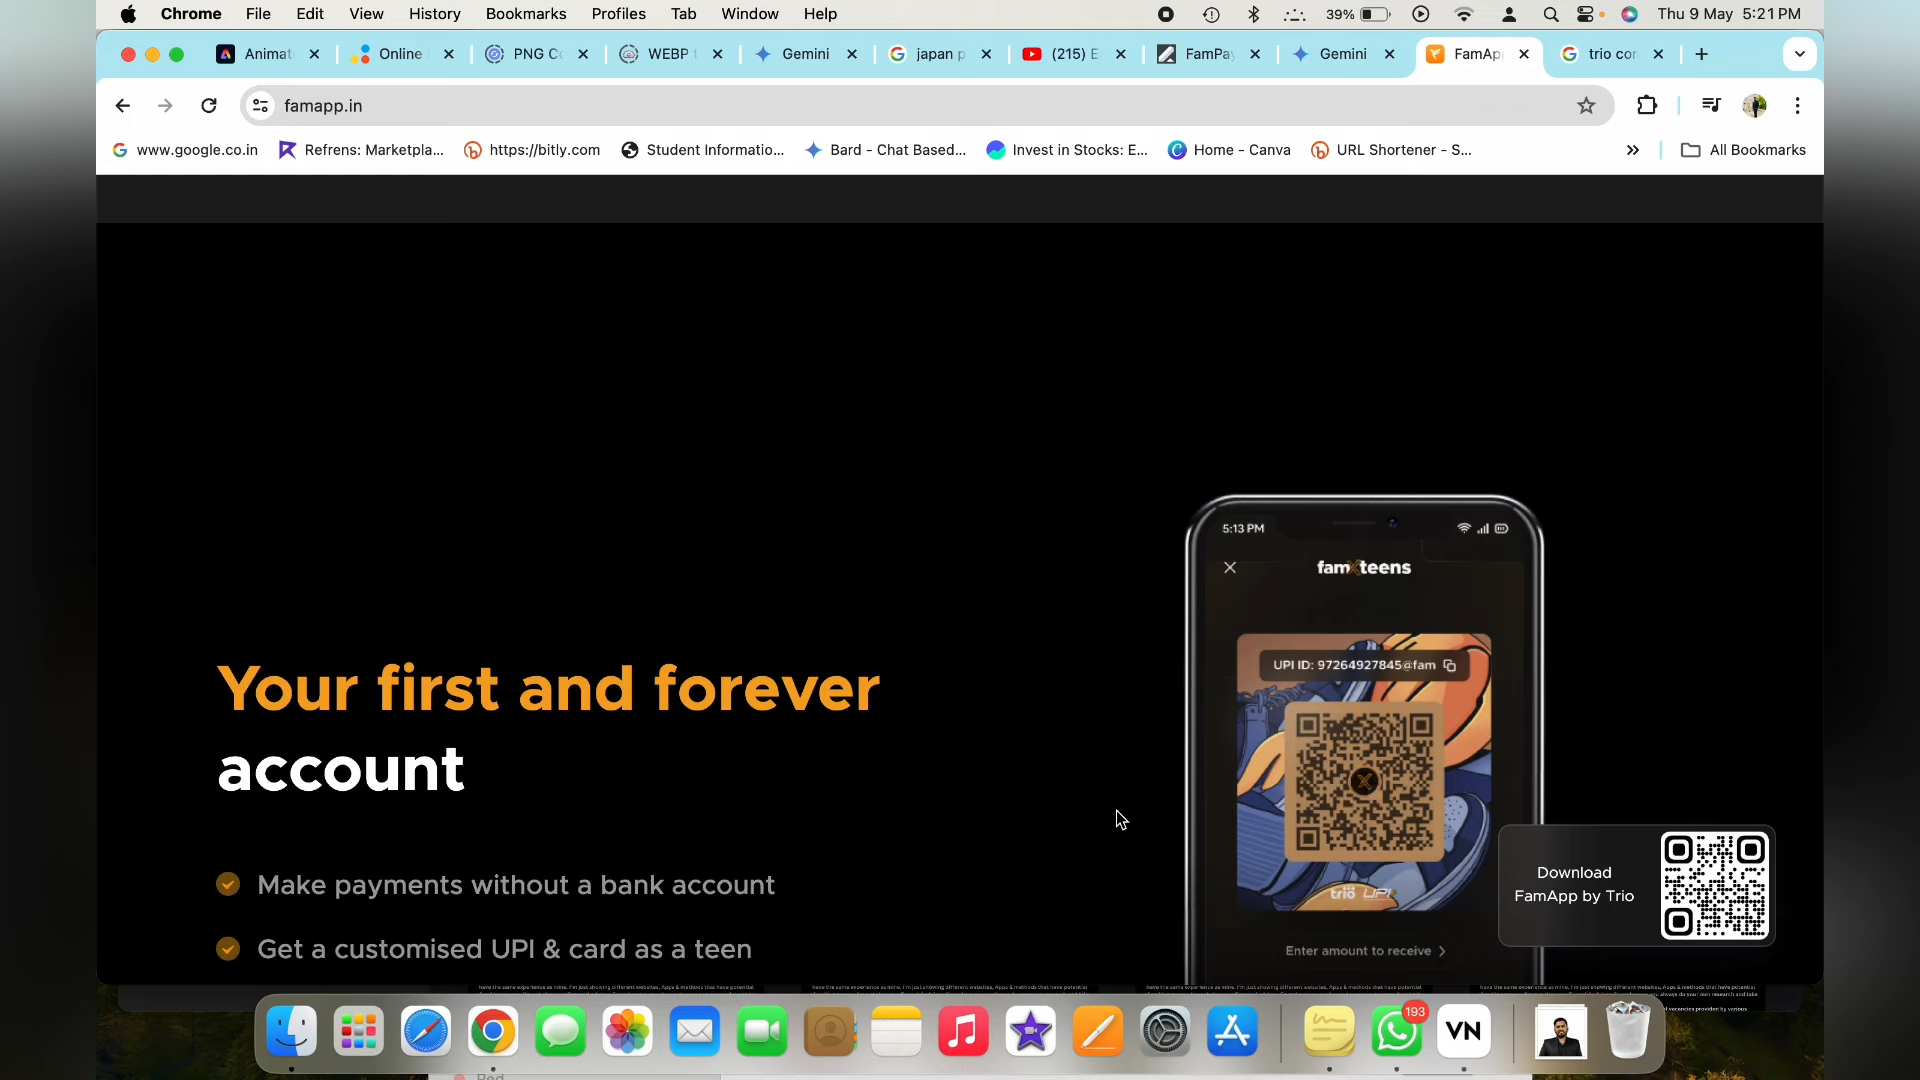 Chrome File Edit View History Bookmarks Profiles Tab Window Help 39% Thu 9 May 5:21 PM
Animat Online PNG Co WEBP t Gemini japan p (215) E FamPay Gemini FamAp trio con
famapp.in
www.google.co.in Refrens: Marketpla... https://bitly.com Student Informatio... Bard - Chat Based... Invest in Stocks: E... Home - Canva URL Shortener - S... » All Bookmarks
5:13 PM
famXteens
UPI ID: 97264927845@fam
Your first and forever
account
trio UPI
Download
FamApp by Trio
Make payments without a bank account
Get a customised UPI & card as a teen
Enter amount to receive >
193
VN